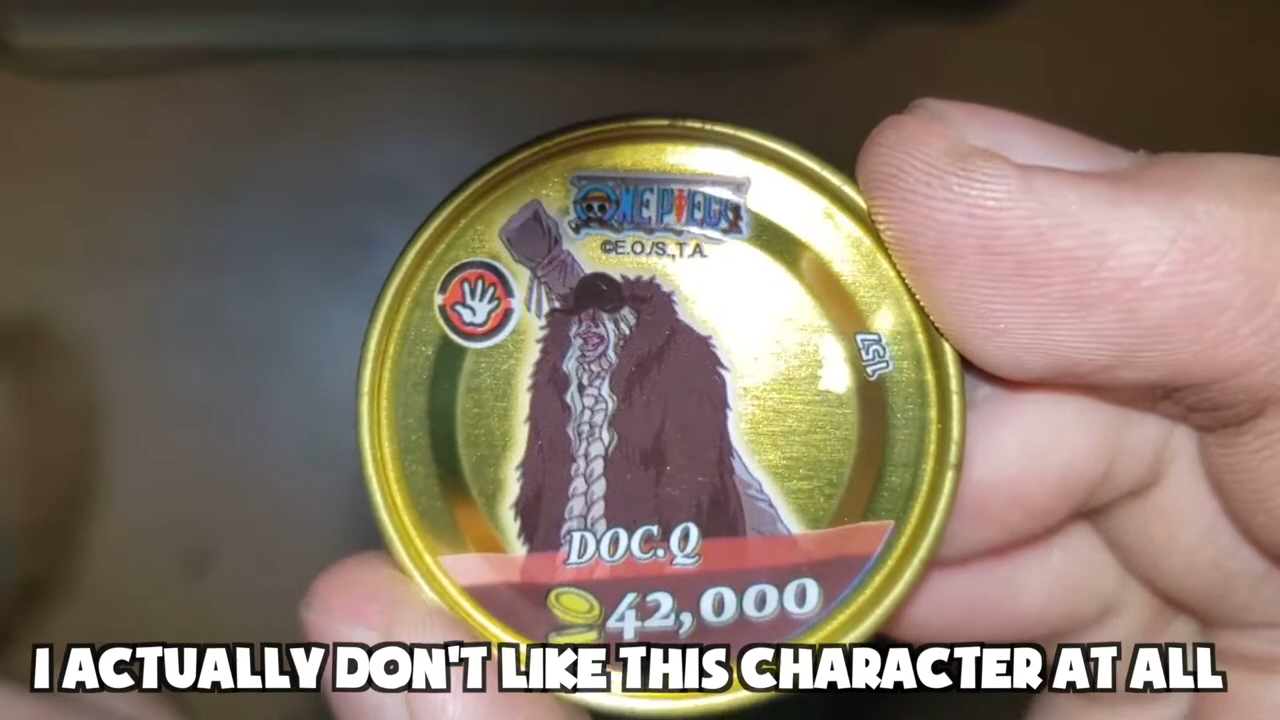 ONE PIECE
©E.O./S.,T.A.
157
DOC.Q
42,000
I ACTUALLY DON'T LIKE THIS CHARACTER AT ALL